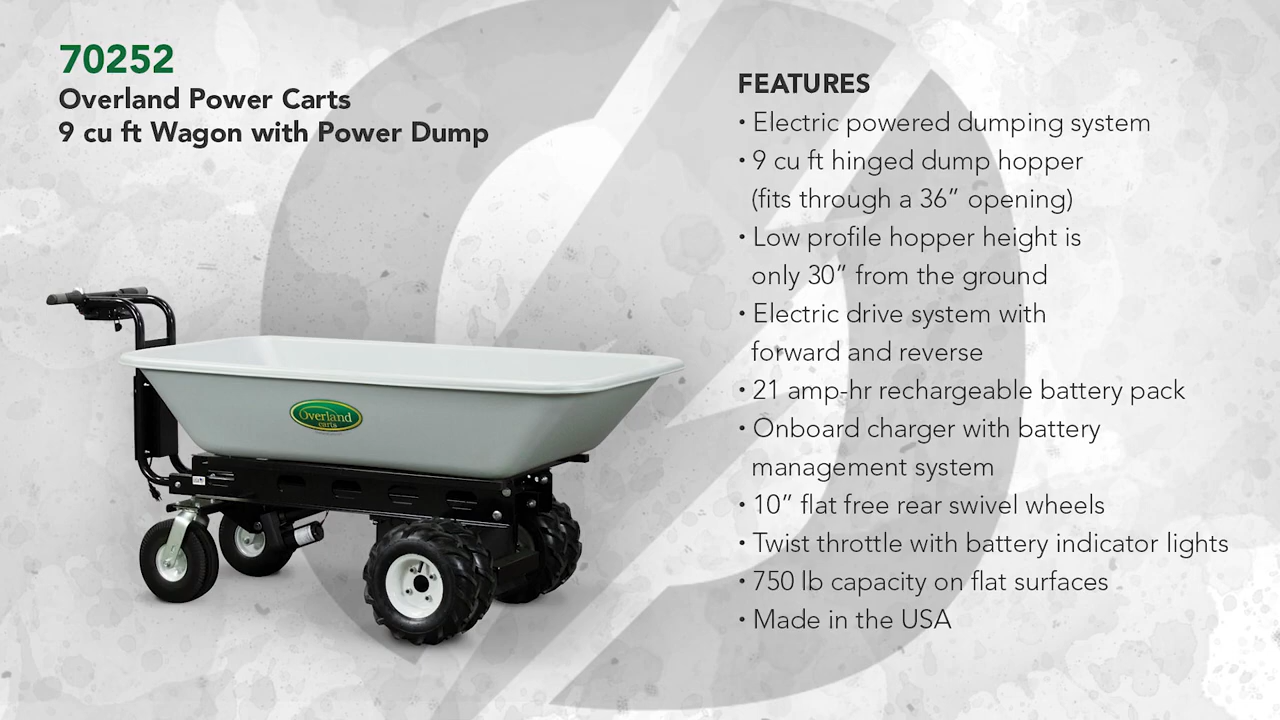 70252
Overland Power Carts
9 cu ft Wagon with Power Dump
FEATURES
• Electric powered dumping system
• 9 cu ft hinged dump hopper
(fits through a 36” opening)
• Low profile hopper height is
only 30” from the ground
• Electric drive system with
forward and reverse
• 21 amp-hr rechargeable battery pack
• Onboard charger with battery
management system
• 10” flat free rear swivel wheels
• Twist throttle with battery indicator lights
• 750 lb capacity on flat surfaces
• Made in the USA
Overland
carts